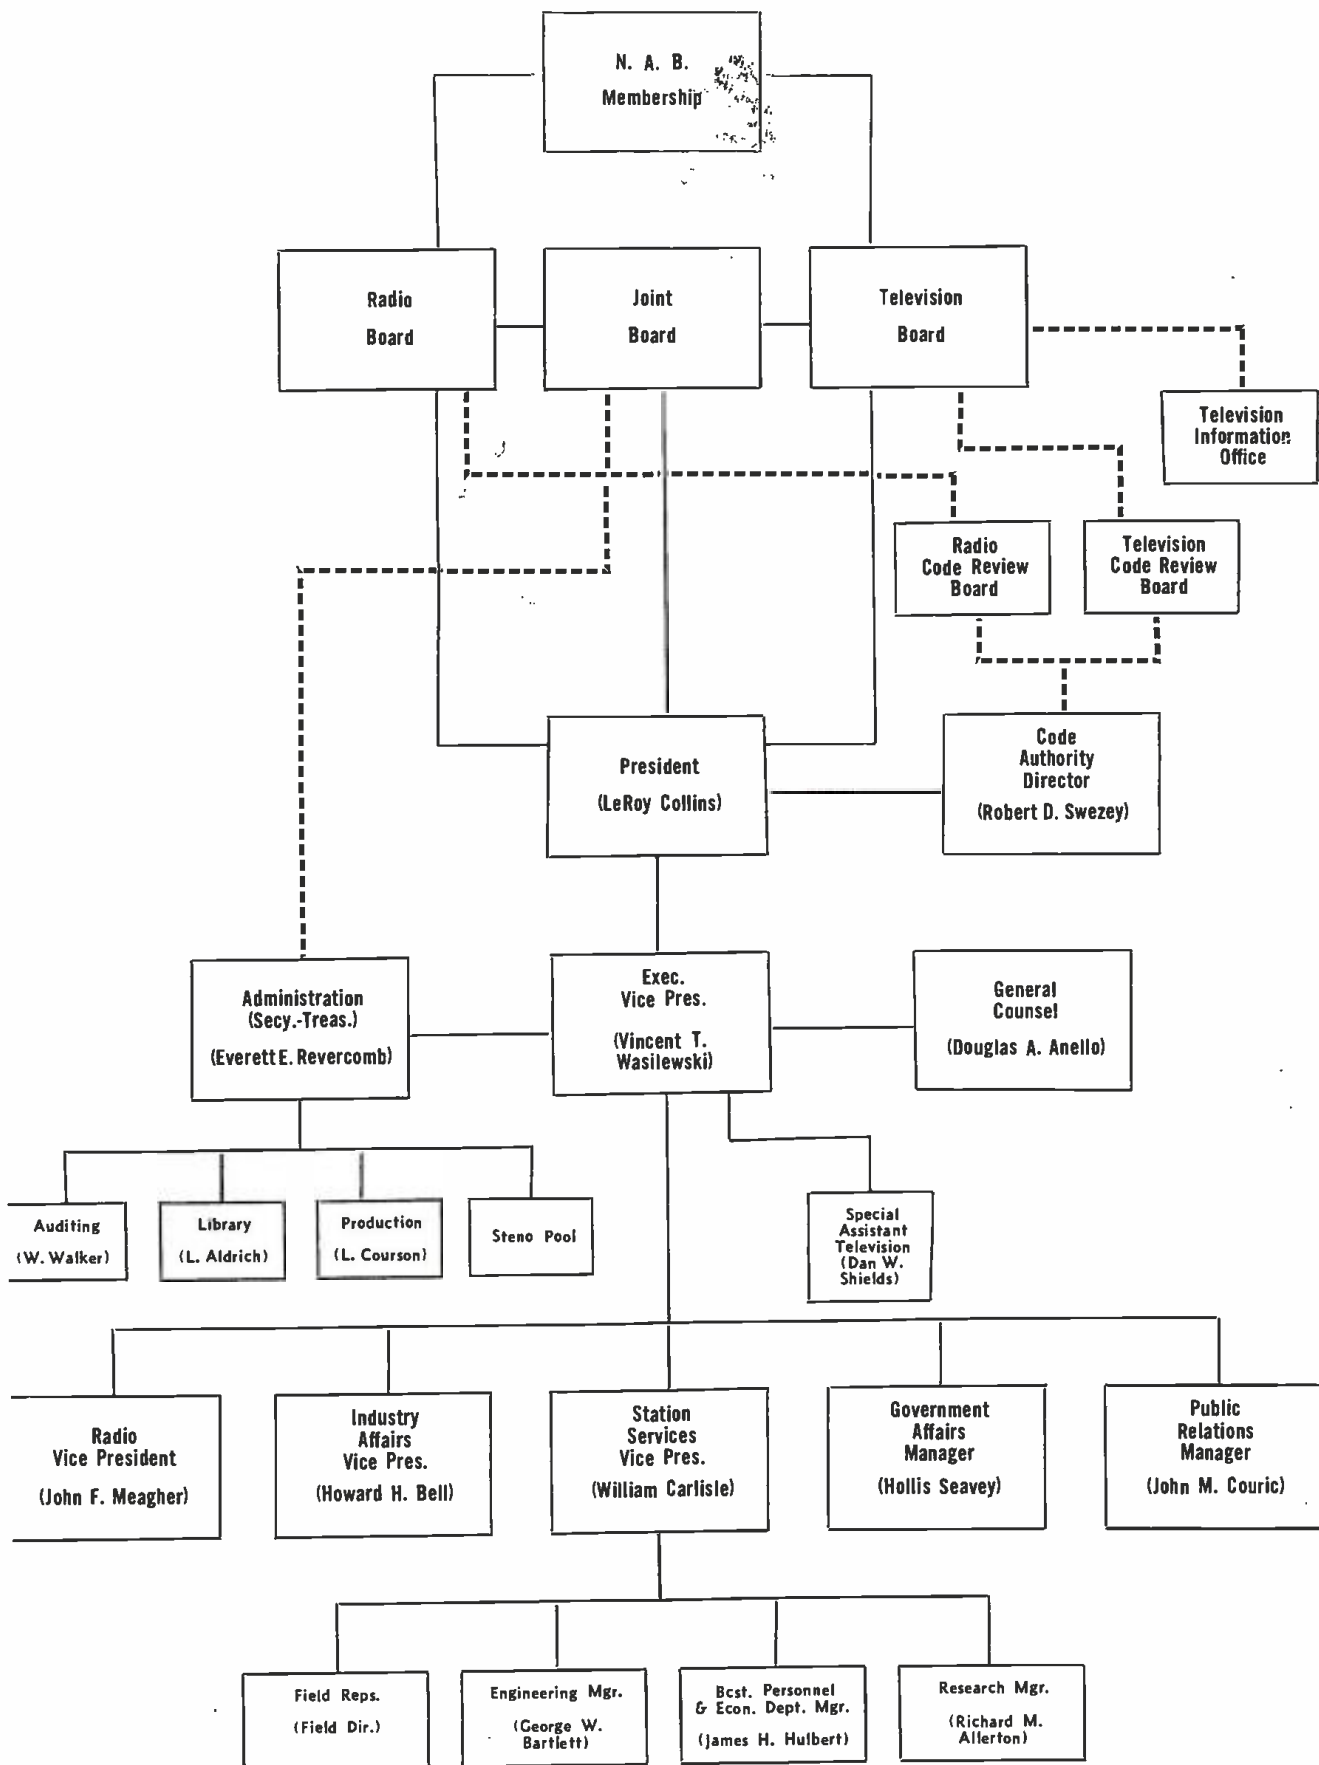 N. A. B.
Membership
Radio
Board
Joint
Board
Television
Board
Television
Information
Office
Radio
Code Review
Board
Television
Code Review
Board
President
(LeRoy Collins)
Code
Authority
Director
(Robert D. Swezey)
Administration
(Secy.-Treas.)
(Everett E. Revercomb)
Exec.
Vice Pres.
(Vincent T.
Wasilewski)
General
Counsel
(Douglas A. Anello)
Auditing
(W. Walker)
Library
(L. Aldrich)
Production
(L. Courson)
Steno Pool
Special
Assistant
Television
(Dan W.
Shields)
Radio
Vice President
(John F. Meagher)
Industry
Affairs
Vice Pres.
(Howard H. Bell)
Station
Services
Vice Pres.
(William Carlisle)
Government
Affairs
Manager
(Hollis Seavey)
Public
Relations
Manager
(John M. Couric)
Field Reps.
(Field Dir.)
Engineering Mgr.
(George W.
Bartlett)
Bcst. Personnel
& Econ. Dept. Mgr.
(James H. Hulbert)
Research Mgr.
(Richard M.
Allerton)